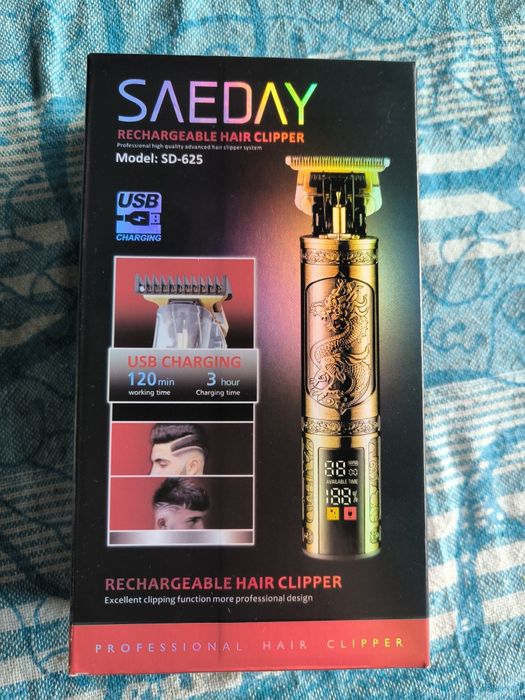 SAEDAY
RECHARGEABLE HAIR CLIPPER
Professional high quality advanced hair clipper system
Model: SD-625
USB
CHARGING
USB CHARGING
120min 3 hour
working time Charging time
88
AVAILABLE TIME
188%
RECHARGEABLE HAIR CLIPPER
Excellent clipping function more professional design
PROFESSIONAL HAIR CLIPPER